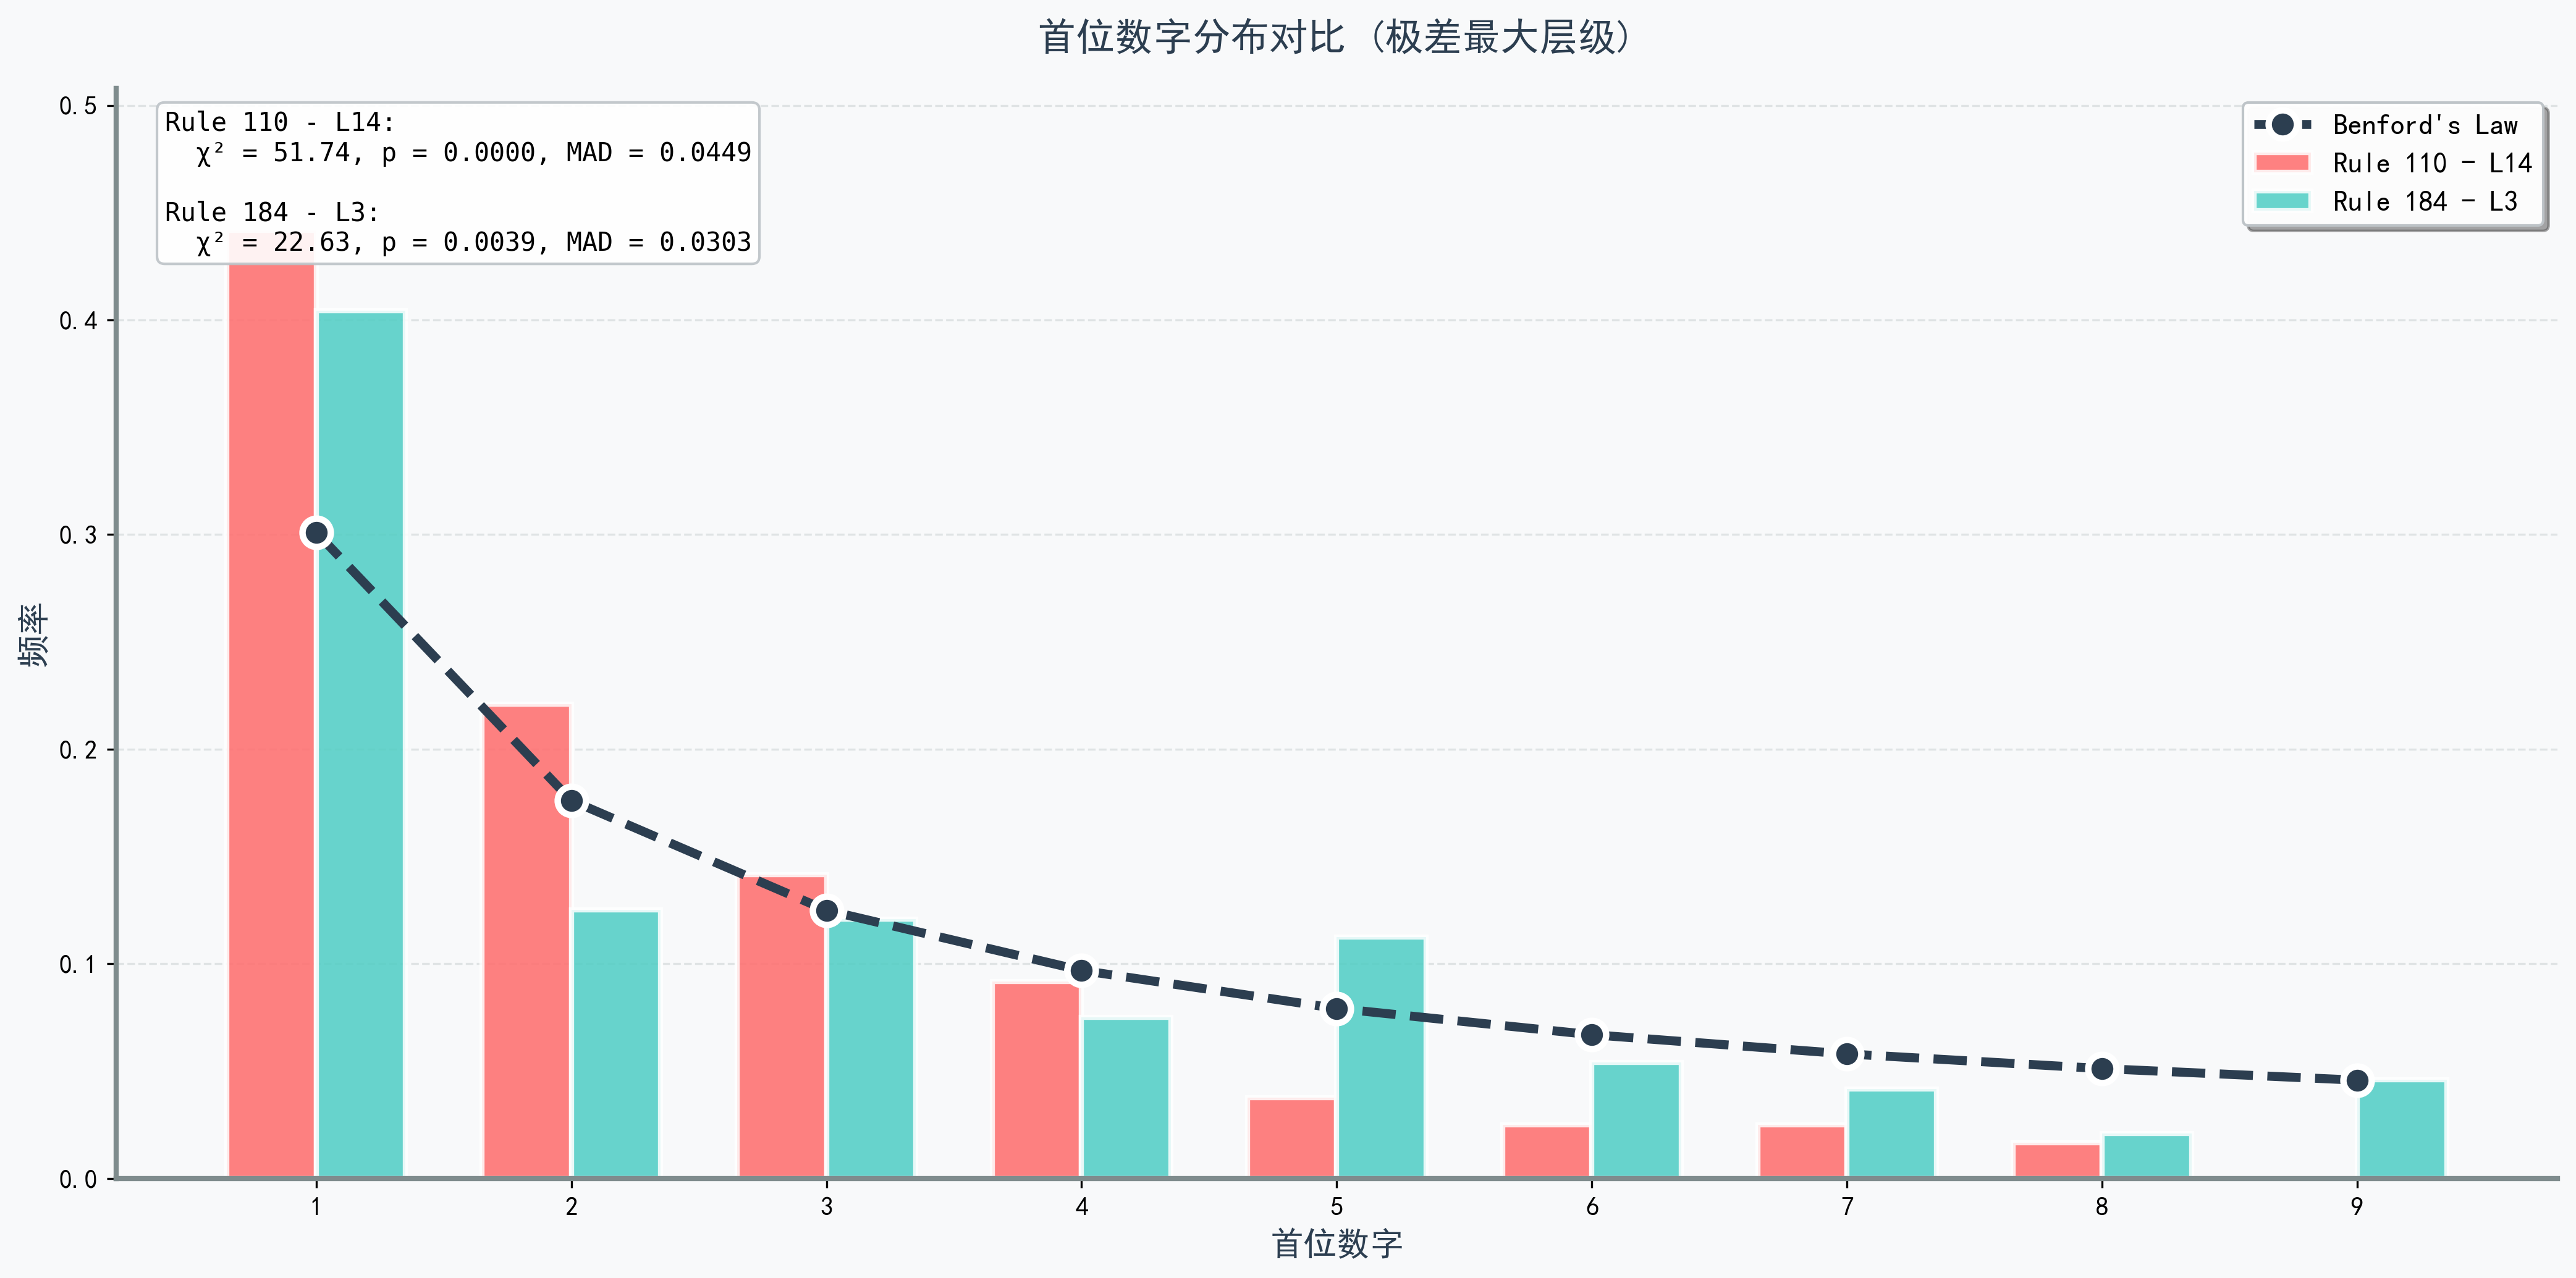 首位数字分布对比 (极差最大层级)
Rule 110 - L14:
χ² = 51.74, p = 0.0000, MAD = 0.0449
Rule 184 - L3:
χ² = 22.63, p = 0.0039, MAD = 0.0303
Benford's Law
Rule 110 - L14
Rule 184 - L3
频率
0.5
0.4
0.3
0.2
0.1
0.0
1 2 3 4 5 6 7 8 9
首位数字